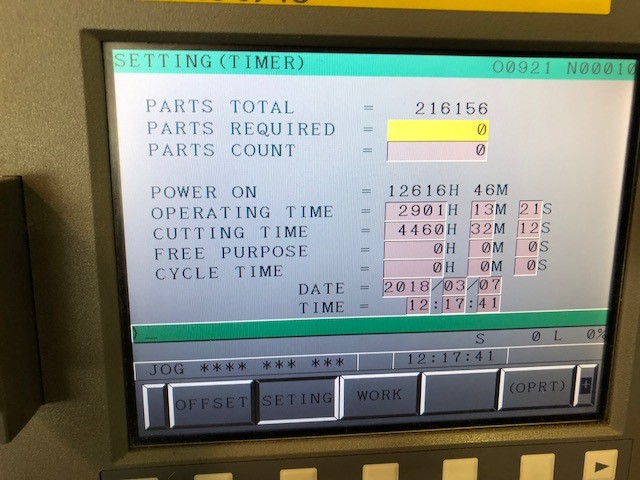 SETTING(TIMER) O0921 N00010
PARTS TOTAL = 216156
PARTS REQUIRED = 0
PARTS COUNT = 0
POWER ON = 12616H 46M
OPERATING TIME = 2901H 13M 21S
CUTTING TIME = 4460H 32M 12S
FREE PURPOSE = 0H 0M 0S
CYCLE TIME = 0H 0M 0S
DATE = 2018/03/07
TIME = 12:17:41
>_
S 0 L 0%
JOG **** *** *** 12:17:41
OFFSET SETING WORK (OPRT) +